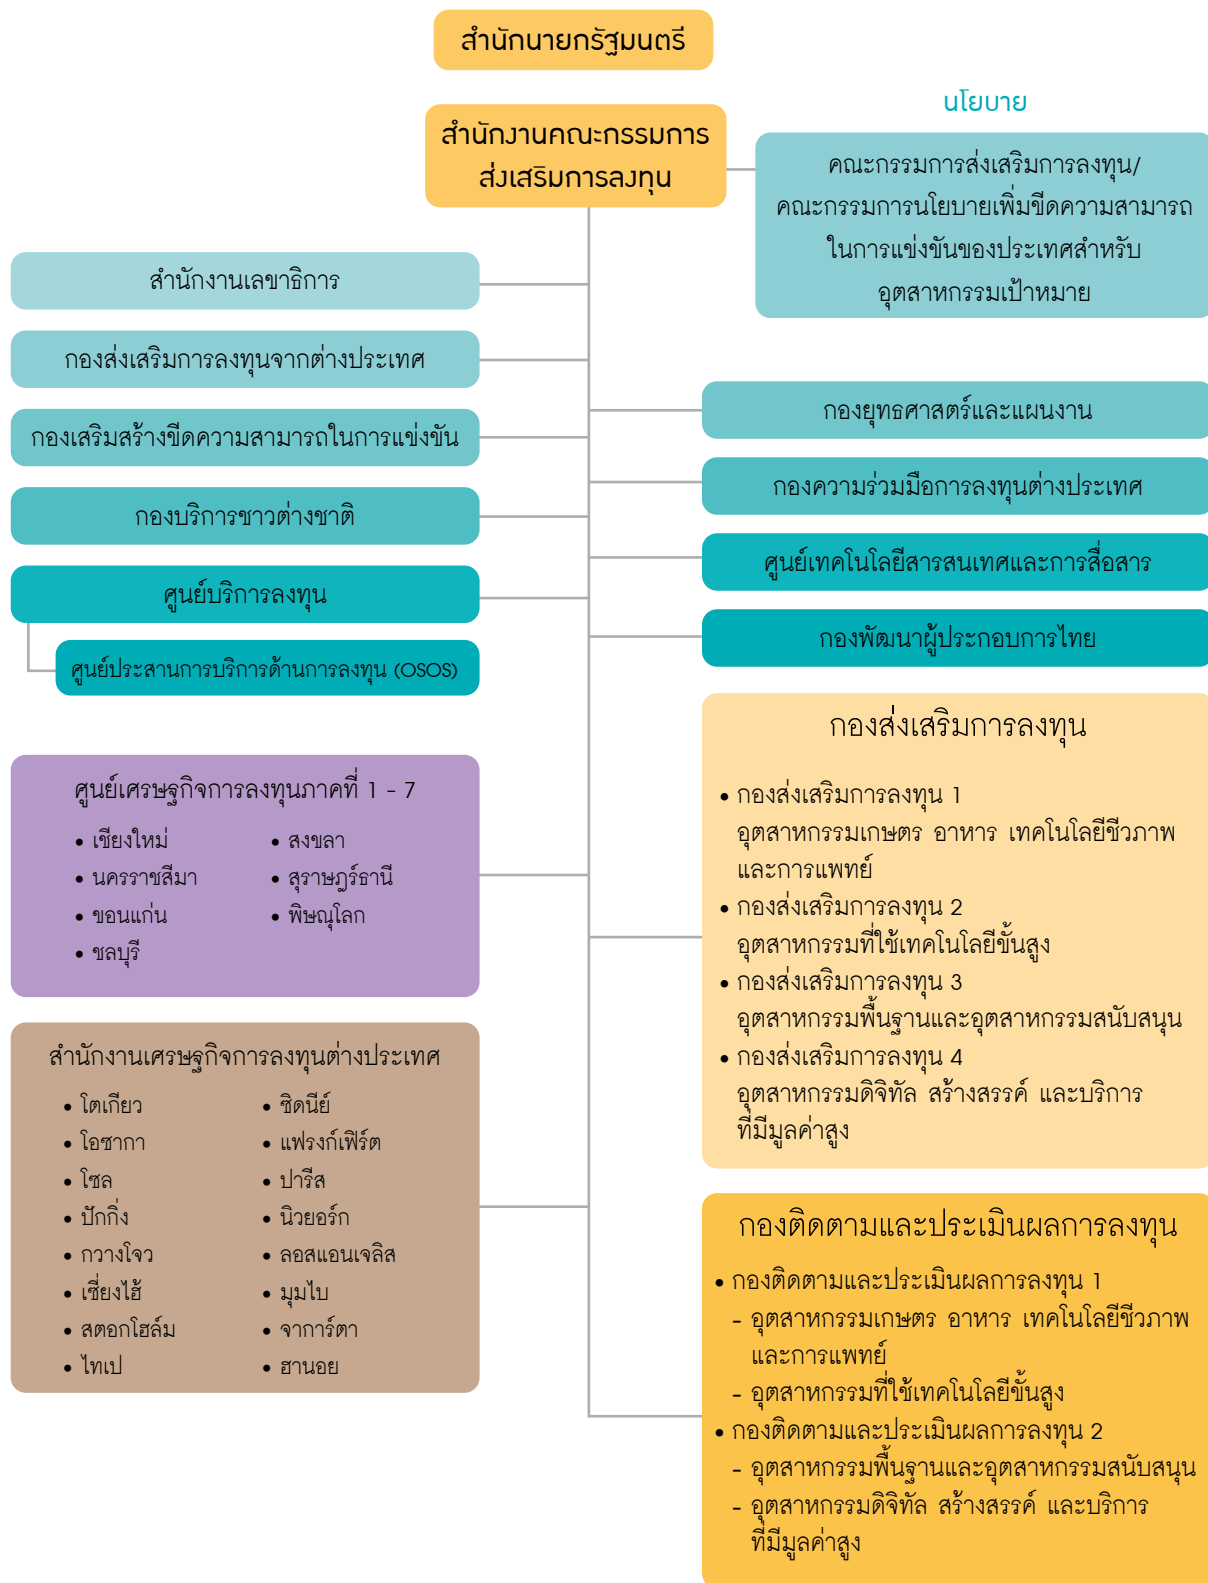 สำนักนายกรัฐมนตรี
สำนักงานคณะกรรมการ
ส่งเสริมการลงทุน
นโยบาย
คณะกรรมการส่งเสริมการลงทุน/
คณะกรรมการนโยบายเพิ่มขีดความสามารถ
ในการแข่งขันของประเทศสำหรับ
อุตสาหกรรมเป้าหมาย
สำนักงานเลขาธิการ
กองส่งเสริมการลงทุนจากต่างประเทศ
กองเสริมสร้างขีดความสามารถในการแข่งขัน
กองบริการชาวต่างชาติ
ศูนย์บริการลงทุน
ศูนย์ประสานการบริการด้านการลงทุน (OSOS)
กองยุทธศาสตร์และแผนงาน
กองความร่วมมือการลงทุนต่างประเทศ
ศูนย์เทคโนโลยีสารสนเทศและการสื่อสาร
กองพัฒนาผู้ประกอบการไทย
ศูนย์เศรษฐกิจการลงทุนภาคที่ 1 - 7
• เชียงใหม่
• นครราชสีมา
• ขอนแก่น
• ชลบุรี
• สงขลา
• สุราษฎร์ธานี
• พิษณุโลก
สำนักงานเศรษฐกิจการลงทุนต่างประเทศ
• โตเกียว
• โอซากา
• โซล
• ปักกิ่ง
• กวางโจว
• เซี่ยงไฮ้
• สตอกโฮล์ม
• ไทเป
• ซิดนีย์
• แฟรงก์เฟิร์ต
• ปารีส
• นิวยอร์ก
• ลอสแอนเจลิส
• มุมไบ
• จาการ์ตา
• ฮานอย
กองส่งเสริมการลงทุน
• กองส่งเสริมการลงทุน 1
อุตสาหกรรมเกษตร อาหาร เทคโนโลยีชีวภาพ
และการแพทย์
• กองส่งเสริมการลงทุน 2
อุตสาหกรรมที่ใช้เทคโนโลยีขั้นสูง
• กองส่งเสริมการลงทุน 3
อุตสาหกรรมพื้นฐานและอุตสาหกรรมสนับสนุน
• กองส่งเสริมการลงทุน 4
อุตสาหกรรมดิจิทัล สร้างสรรค์ และบริการ
ที่มีมูลค่าสูง
กองติดตามและประเมินผลการลงทุน
• กองติดตามและประเมินผลการลงทุน 1
- อุตสาหกรรมเกษตร อาหาร เทคโนโลยีชีวภาพ
และการแพทย์
- อุตสาหกรรมที่ใช้เทคโนโลยีขั้นสูง
• กองติดตามและประเมินผลการลงทุน 2
- อุตสาหกรรมพื้นฐานและอุตสาหกรรมสนับสนุน
- อุตสาหกรรมดิจิทัล สร้างสรรค์ และบริการ
ที่มีมูลค่าสูง